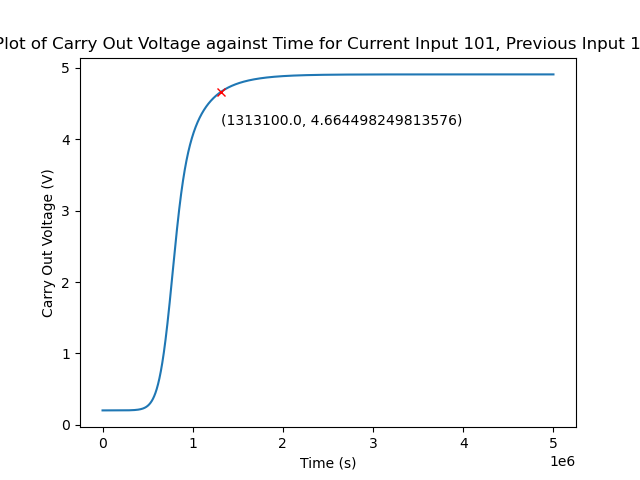 Plot of Carry Out Voltage against Time for Current Input 101, Previous Input 1
5
4
3
2
1
0
Carry Out Voltage (V)
(1313100.0, 4.664498249813576)
0 1 2 3 4 5
1e6
Time (s)